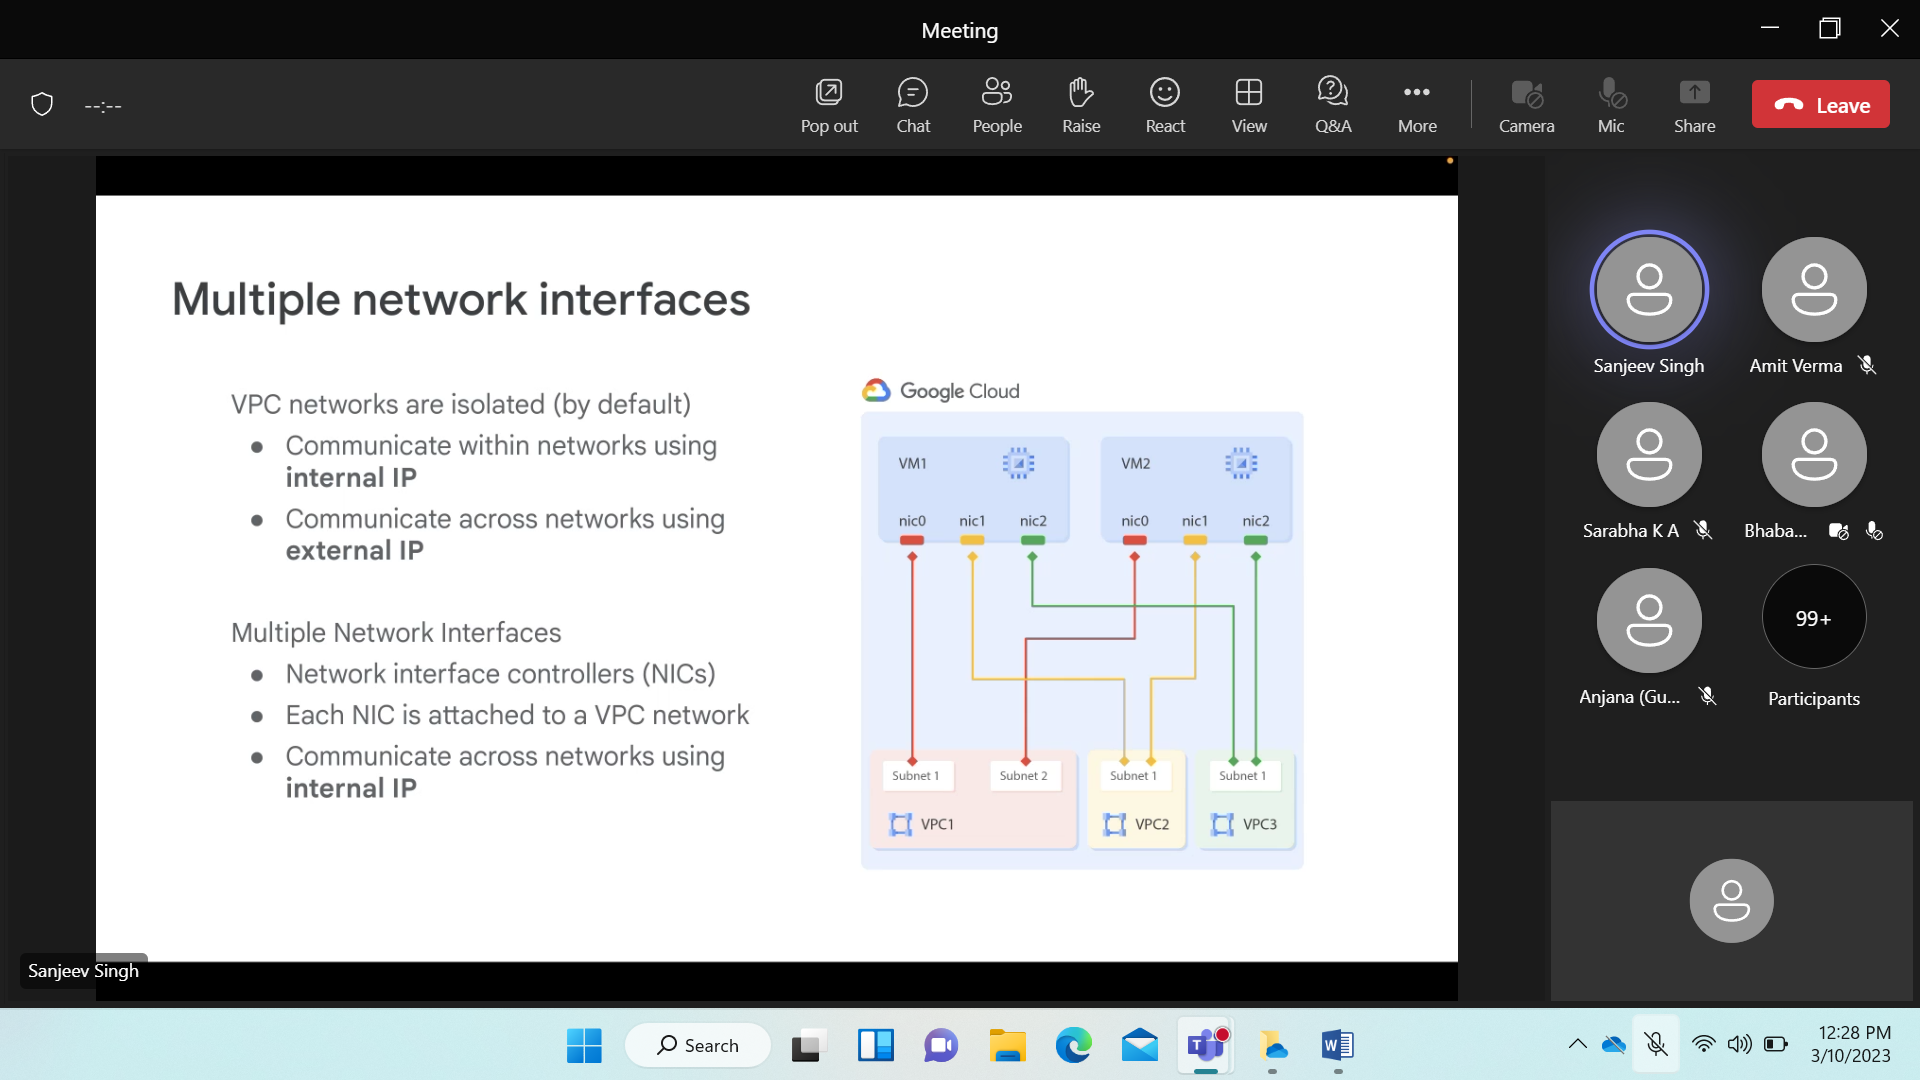 Meeting
--:--
Pop out
Chat
People
Raise
React
View
Q&A
More
Camera
Mic
Share
Leave
Multiple network interfaces
VPC networks are isolated (by default)
● Communicate within networks using
internal IP
● Communicate across networks using
external IP
Multiple Network Interfaces
● Network interface controllers (NICs)
● Each NIC is attached to a VPC network
● Communicate across networks using
internal IP
Google Cloud
VM1
VM2
nic0 nic1 nic2
nic0 nic1 nic2
Subnet 1
Subnet 2
Subnet 1
Subnet 1
VPC1
VPC2
VPC3
Sanjeev Singh
Sanjeev Singh
Amit Verma
Sarabha K A
Bhaba...
Anjana (Gu...
99+
Participants
Search
T
W
12:28 PM
3/10/2023